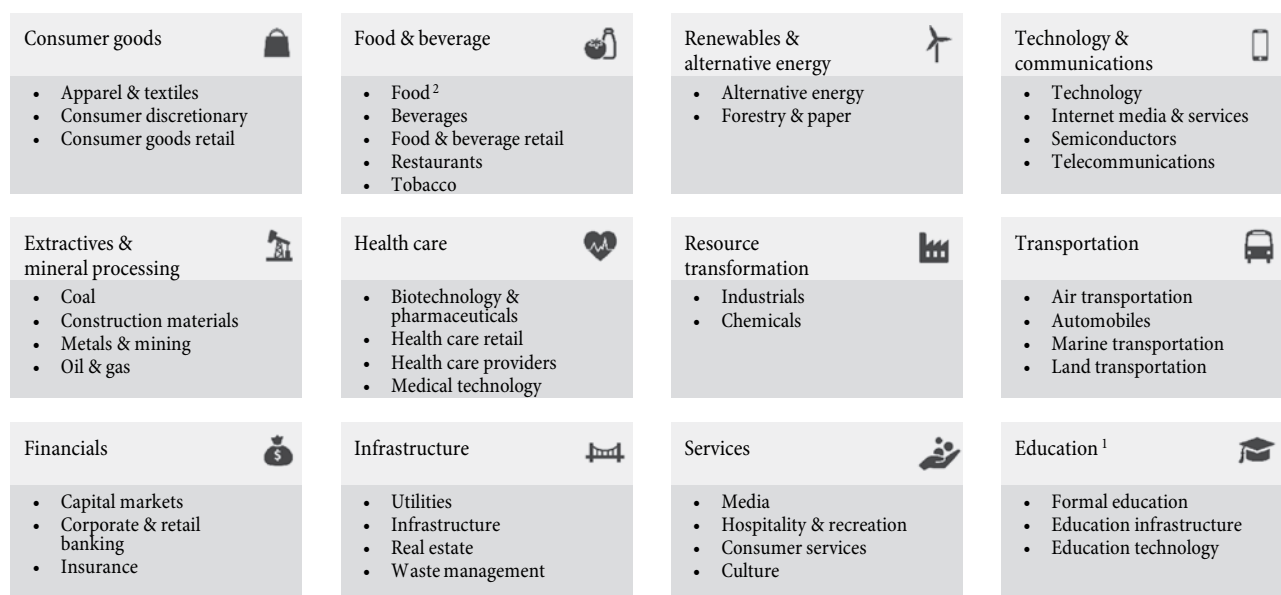 Consumer goods
• Apparel & textiles
• Consumer discretionary
• Consumer goods retail
Food & beverage
• Food 2
• Beverages
• Food & beverage retail
• Restaurants
• Tobacco
Renewables &
alternative energy
• Alternative energy
• Forestry & paper
Technology &
communications
• Technology
• Internet media & services
• Semiconductors
• Telecommunications
Extractives &
mineral processing
• Coal
• Construction materials
• Metals & mining
• Oil & gas
Health care
• Biotechnology &
pharmaceuticals
• Health care retail
• Health care providers
• Medical technology
Resource
transformation
• Industrials
• Chemicals
Transportation
• Air transportation
• Automobiles
• Marine transportation
• Land transportation
Financials
$
• Capital markets
• Corporate & retail
banking
• Insurance
Infrastructure
• Utilities
• Infrastructure
• Real estate
• Waste management
Services
• Media
• Hospitality & recreation
• Consumer services
• Culture
Education 1
• Formal education
• Education infrastructure
• Education technology